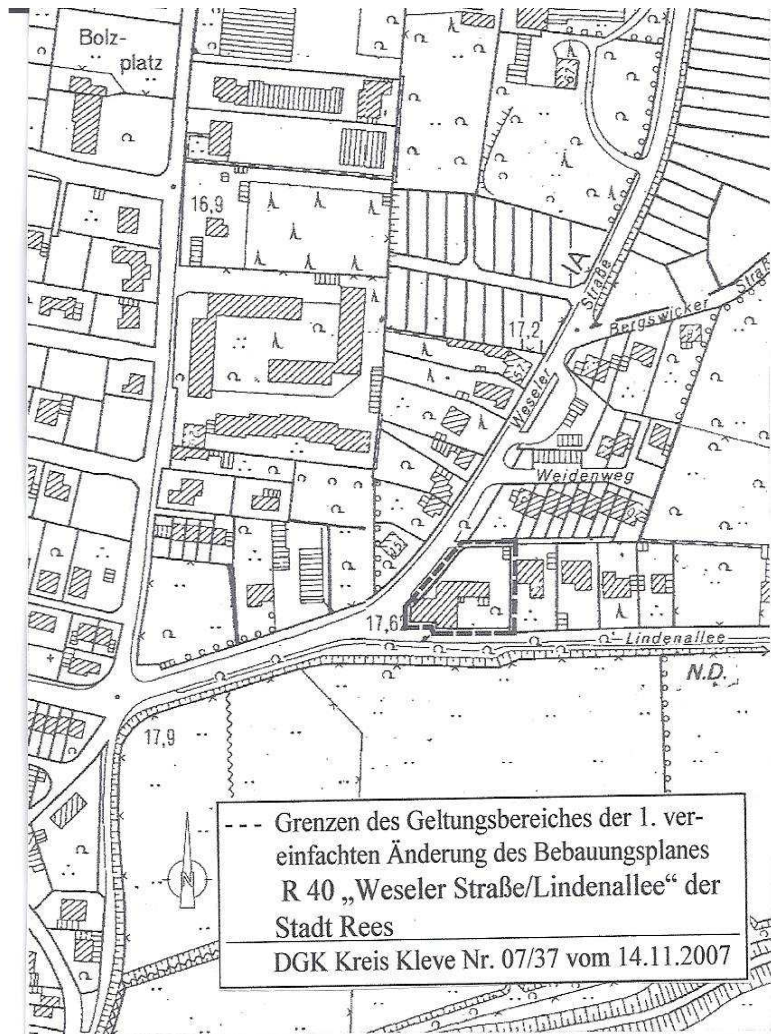 Bolz-
platz
16,9
17,2
Weseler Straße
Bergswicker Straß
Weidenweg
17,6
Lindenallee
N.D.
17,9
N
--- Grenzen des Geltungsbereiches der 1. ver-
einfachten Änderung des Bebauungsplanes
R 40 „Weseler Straße/Lindenallee“ der
Stadt Rees
DGK Kreis Kleve Nr. 07/37 vom 14.11.2007